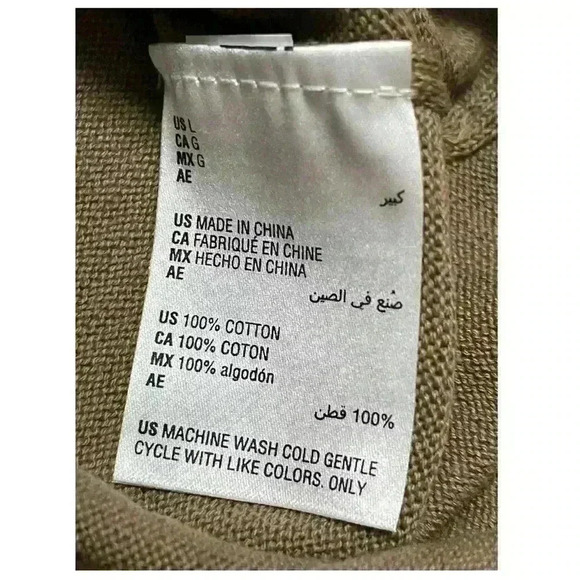 US L
CA G
MX G
AE
كبير
US MADE IN CHINA
CA FABRIQUÉ EN CHINE
MX HECHO EN CHINA
AE
صُنع في الصين
US 100% COTTON
CA 100% COTON
MX 100% algodón
AE
100% قطن
US MACHINE WASH COLD GENTLE
CYCLE WITH LIKE COLORS. ONLY